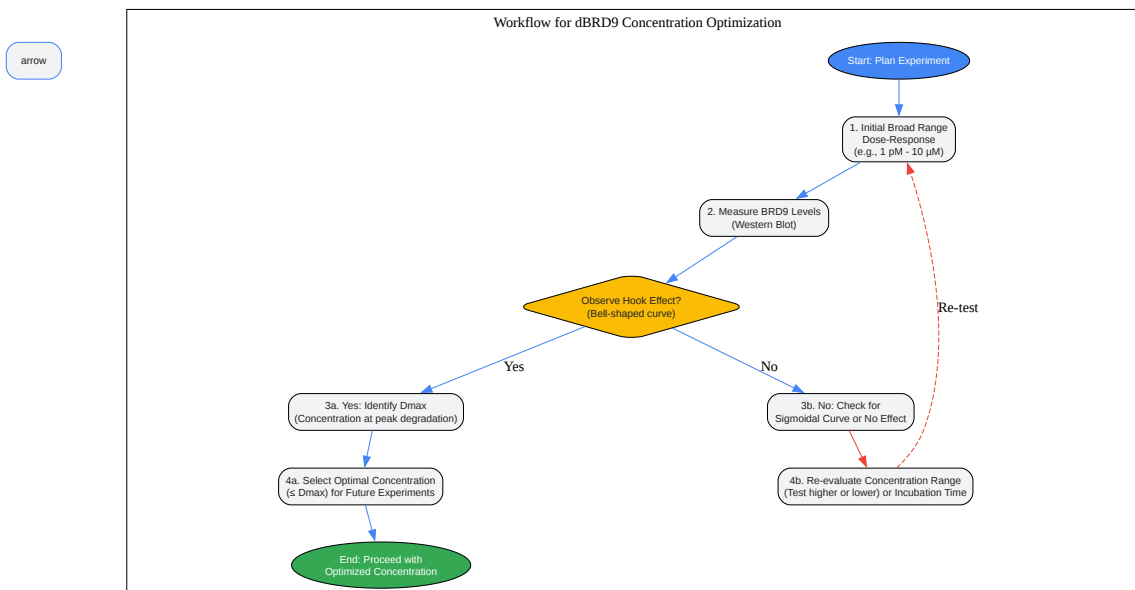 Workflow for dBRD9 Concentration Optimization
arrow
Start: Plan Experiment
1. Initial Broad Range
Dose-Response
(e.g., 1 pM - 10 µM)
2. Measure BRD9 Levels
(Western Blot)
Observe Hook Effect?
(Bell-shaped curve)
Re-test
Yes
No
3a. Yes: Identify Dmax
(Concentration at peak degradation)
3b. No: Check for
Sigmoidal Curve or No Effect
4a. Select Optimal Concentration
(≤ Dmax) for Future Experiments
4b. Re-evaluate Concentration Range
(Test higher or lower) or Incubation Time
End: Proceed with
Optimized Concentration